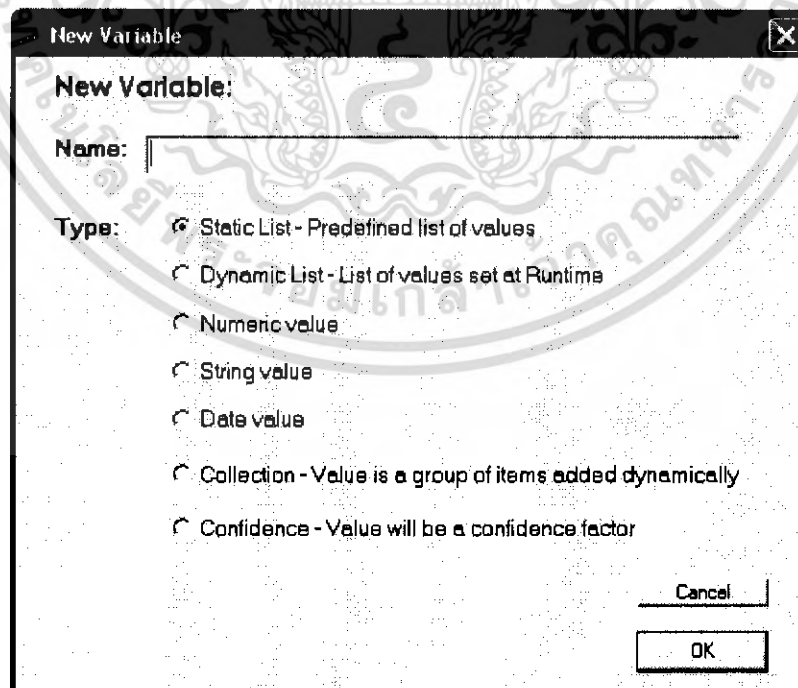 New Variable
New Variable:
Name:
Type:
Static List - Predefined list of values
Dynamic List - List of values set at Runtime
Numeric value
String value
Date value
Collection - Value is a group of items added dynamically
Confidence - Value will be a confidence factor
Cancel
OK